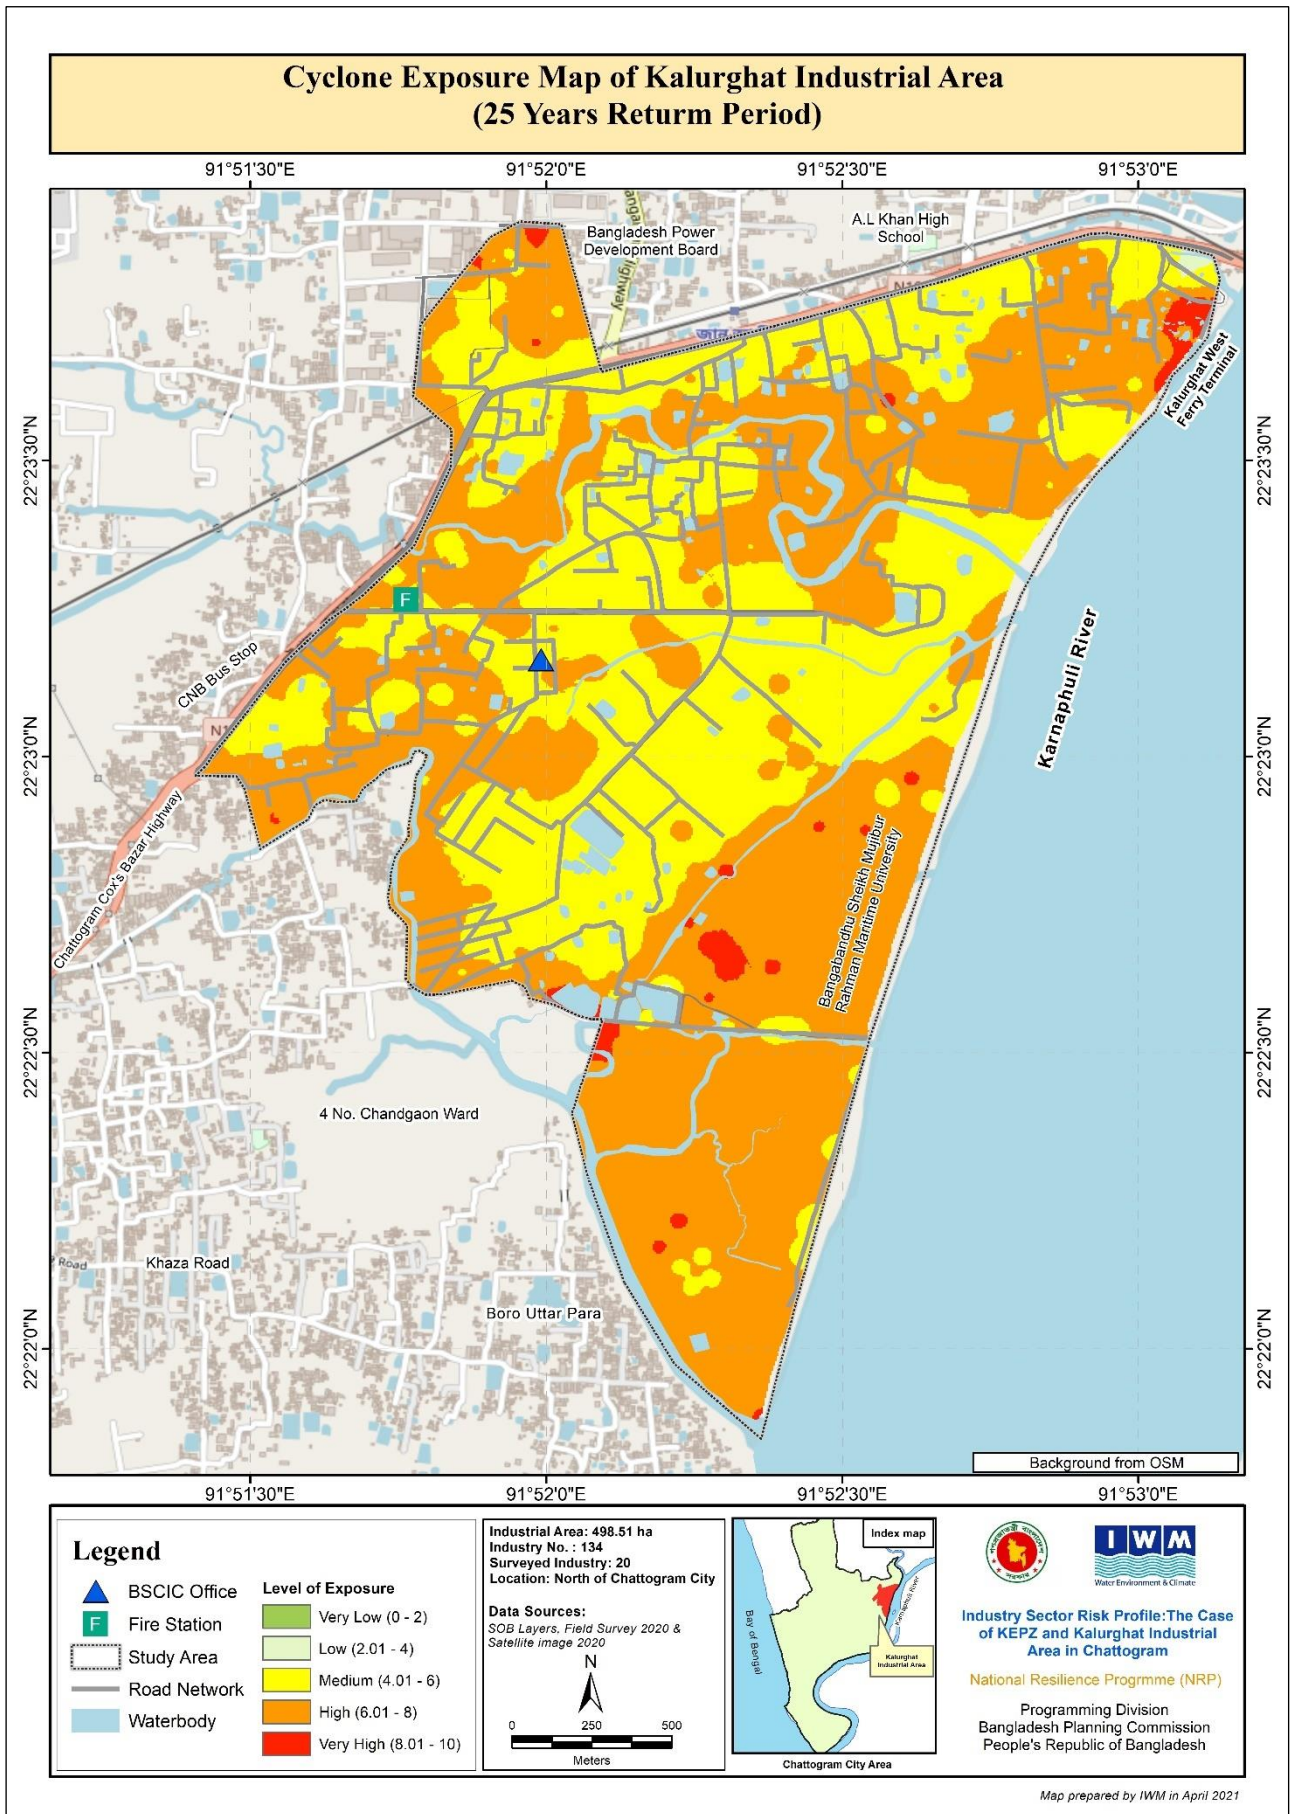 Cyclone Exposure Map of Kalurghat Industrial Area
(25 Years Returm Period)
91°51'30"E
91°52'0"E
91°52'30"E
91°53'0"E
A.L Khan High
School
Bangladesh Power
Development Board
Highway
Kalurghat West
Ferry Terminal
22°23'30"N
22°23'30"N
F
CNB Bus Stop
Karnaphuli River
22°23'0"N
22°23'0"N
Chattogram Cox's Bazar Highway
Bangabandhu Sheikh Mujibur
Rahman Maritime University
22°22'30"N
22°22'30"N
4 No. Chandgaon Ward
Road
Khaza Road
Boro Uttar Para
22°22'0"N
22°22'0"N
Background from OSM
91°51'30"E
91°52'0"E
91°52'30"E
91°53'0"E
Legend
BSCIC Office
F
Fire Station
Study Area
Road Network
Waterbody
Level of Exposure
Very Low (0 - 2)
Low (2.01 - 4)
Medium (4.01 - 6)
High (6.01 - 8)
Very High (8.01 - 10)
Industrial Area: 498.51 ha
Industry No. : 134
Surveyed Industry: 20
Location: North of Chattogram City
Data Sources:
SOB Layers, Field Survey 2020 &
Satellite image 2020
N
0 250 500
Meters
Index map
Bay of Bengal
Karnaphuli River
Kalurghat
Industrial Area
Chattogram City Area
IWM
Water Environment & Climate
Industry Sector Risk Profile:The Case
of KEPZ and Kalurghat Industrial
Area in Chattogram
National Resilience Progrmme (NRP)
Programming Division
Bangladesh Planning Commission
People's Republic of Bangladesh
Map prepared by IWM in April 2021